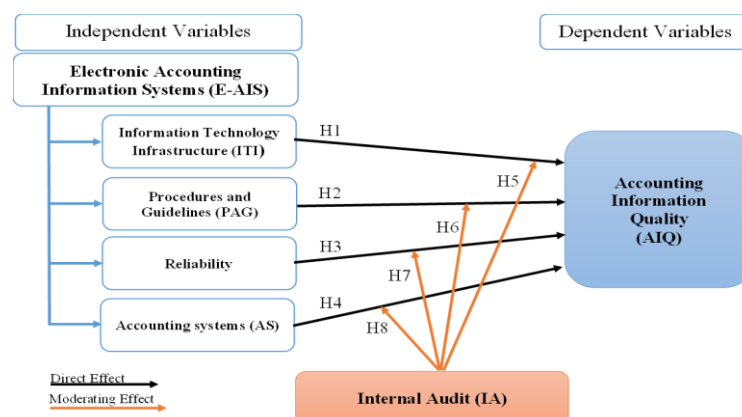 Independent Variables
Dependent Variables
Electronic Accounting
Information Systems (E-AIS)
Information Technology
Infrastructure (ITI)
H1
Procedures and
Guidelines (PAG)
H2
H5
Accounting
Information
Quality
(AIQ)
H6
Reliability
H3
H7
Accounting systems (AS)
H4
H8
Direct Effect
Moderating Effect
Internal Audit (IA)